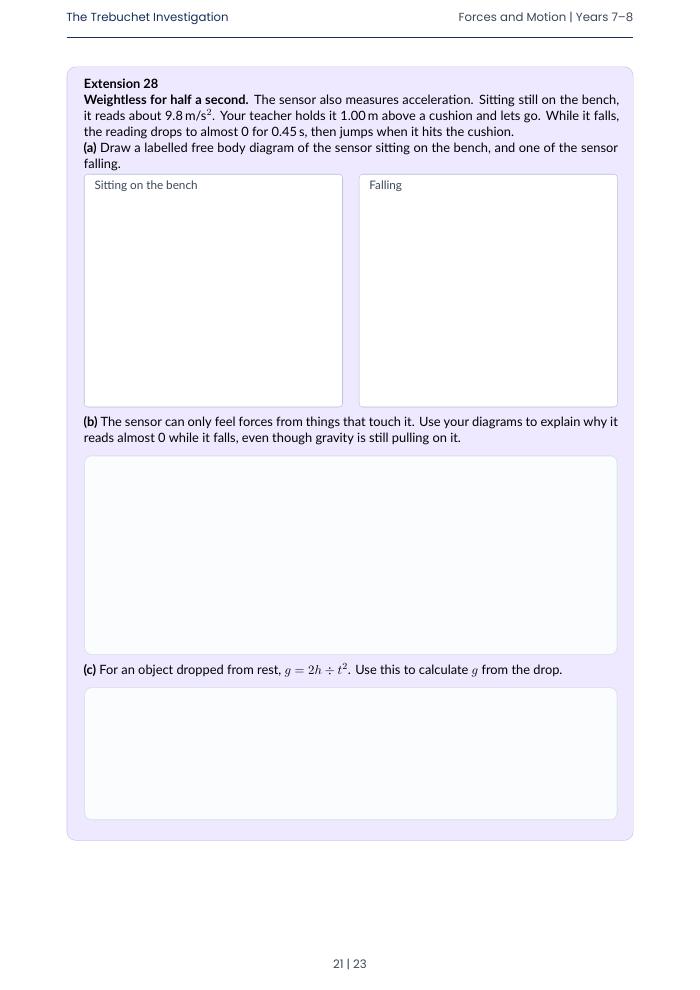 The Trebuchet Investigation
Forces and Motion | Years 7–8
Extension 28
Weightless for half a second. The sensor also measures acceleration. Sitting still on the bench,
it reads about 9.8 m/s². Your teacher holds it 1.00 m above a cushion and lets go. While it falls,
the reading drops to almost 0 for 0.45 s, then jumps when it hits the cushion.
(a) Draw a labelled free body diagram of the sensor sitting on the bench, and one of the sensor
falling.
Sitting on the bench
Falling
(b) The sensor can only feel forces from things that touch it. Use your diagrams to explain why it
reads almost 0 while it falls, even though gravity is still pulling on it.
(c) For an object dropped from rest, g = 2h ÷ t². Use this to calculate g from the drop.
21 | 23